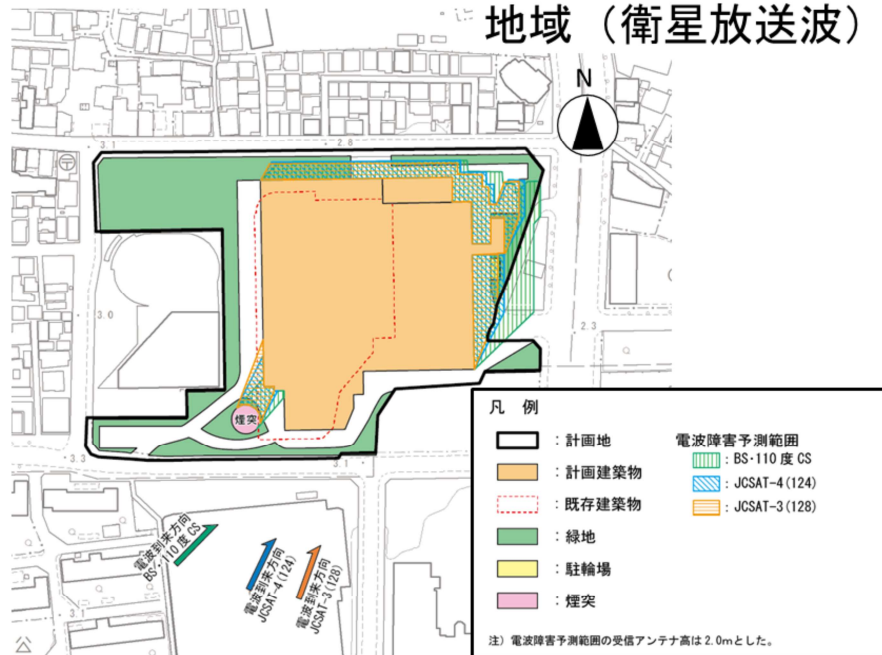 地域（衛星放送波）
N
3.1
2.8
3.0
2.3
煙突
3.3
3.1
3.1
電波到来方向
BS・110度CS
電波到来方向
JCSAT-4(124)
電波到来方向
JCSAT-3(128)
凡　例
：計画地
：計画建築物
：既存建築物
：緑地
：駐輪場
：煙突
電波障害予測範囲
：BS・110度CS
：JCSAT-4(124)
：JCSAT-3(128)
注）電波障害予測範囲の受信アンテナ高は2.0mとした。